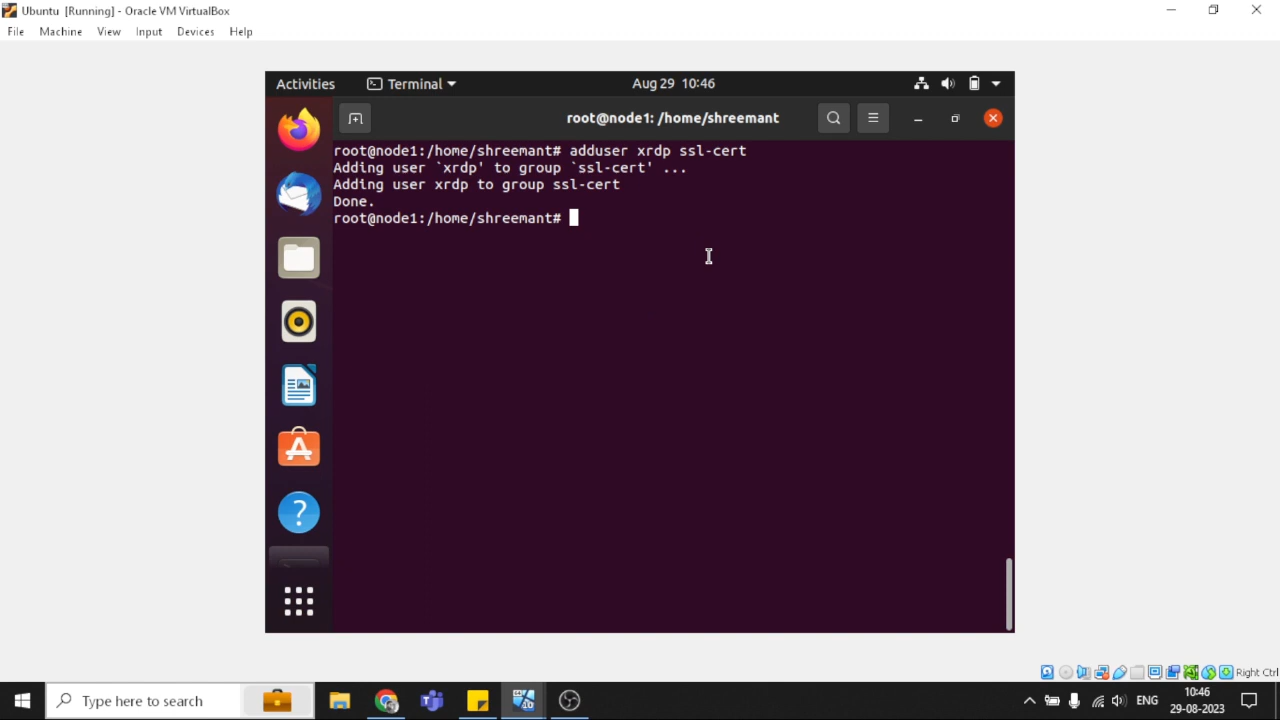 Ubuntu [Running] - Oracle VM VirtualBox
File Machine View Input Devices Help
Activities Terminal Aug 29 10:46
root@node1: /home/shreemant
root@node1:/home/shreemant# adduser xrdp ssl-cert
Adding user `xrdp' to group `ssl-cert' ...
Adding user xrdp to group ssl-cert
Done.
root@node1:/home/shreemant#
Right Ctrl
Type here to search
ENG
10:46
29-08-2023